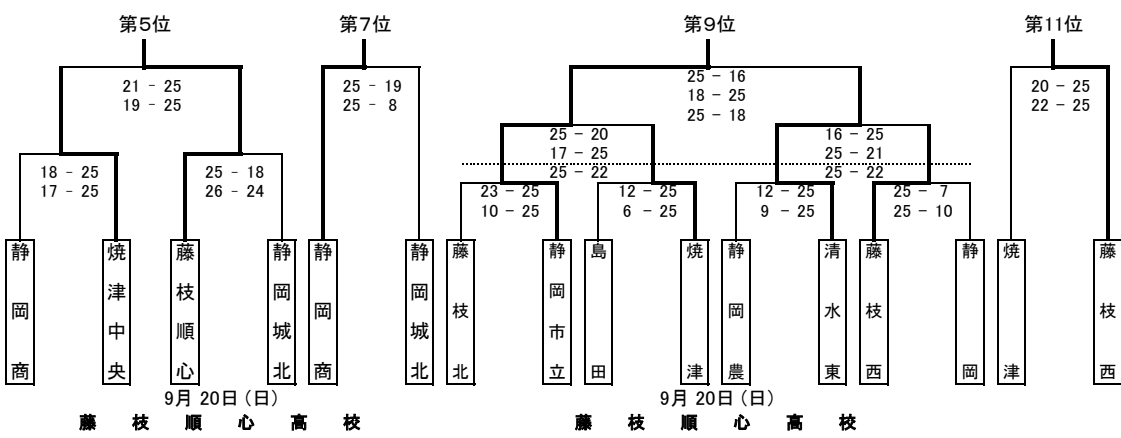 第5位 第7位 第9位 第11位
21 - 25 25 - 19 25 - 16 20 - 25
19 - 25 25 - 8 18 - 25 22 - 25
25 - 18
25 - 20 16 - 25
17 - 25 25 - 21
18 - 25 25 - 18 25 - 22 25 - 22
17 - 25 26 - 24 23 - 25 12 - 25 12 - 25 25 - 7
10 - 25 6 - 25 9 - 25 25 - 10
静岡商
焼津中央
藤枝順心
静岡城北
静岡商
静岡城北
藤枝北
静岡市立
島田
焼津
静岡農
清水東
藤枝西
静岡
焼津
藤枝西
9月 20日(日) 9月 20日(日)
藤枝順心高校 藤枝順心高校